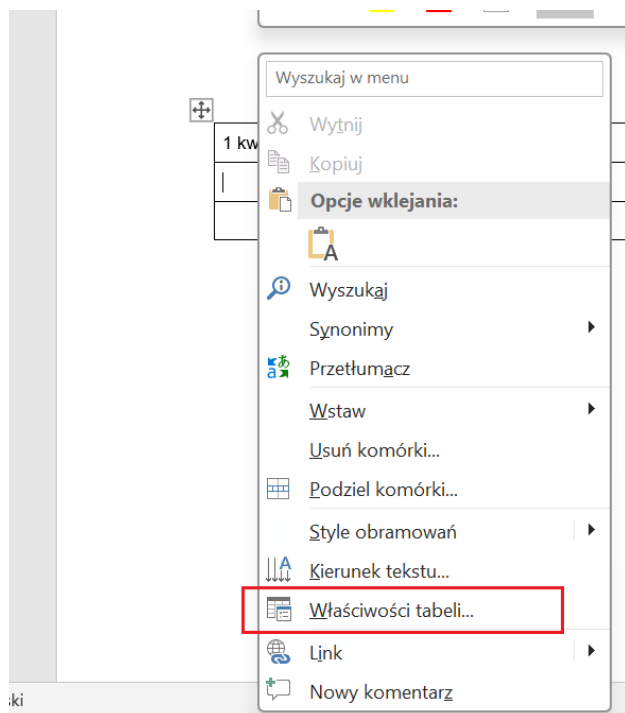 Wyszukaj w menu
Wytnij
1 kw
Kopiuj
Opcje wklejania:
A
Wyszukaj
Synonimy
Przetłumacz
Wstaw
Usuń komórki...
Podziel komórki...
Style obramowań
Kierunek tekstu...
Właściwości tabeli...
Link
Nowy komentarz
ski